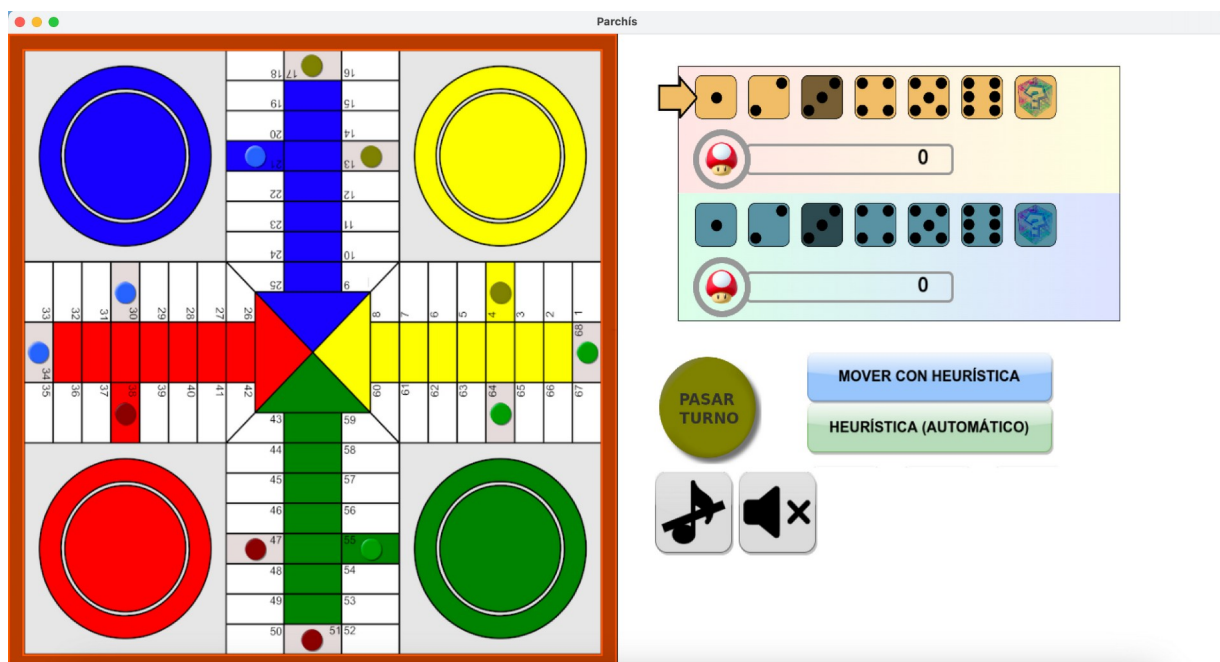 Parchís
18 17 16
19 15
20 14
21 13
22 12
23 11
24 10
25 9
33 32 31 30 29 28 27 26 8 7 6 5 4 3 2 1
34 68
35 36 37 38 39 40 41 42 60 61 62 63 64 65 66 67
43 59
44 58
45 57
46 56
47 55
48 54
49 53
50 51 52
0
0
PASAR
TURNO
MOVER CON HEURÍSTICA
HEURÍSTICA (AUTOMÁTICO)